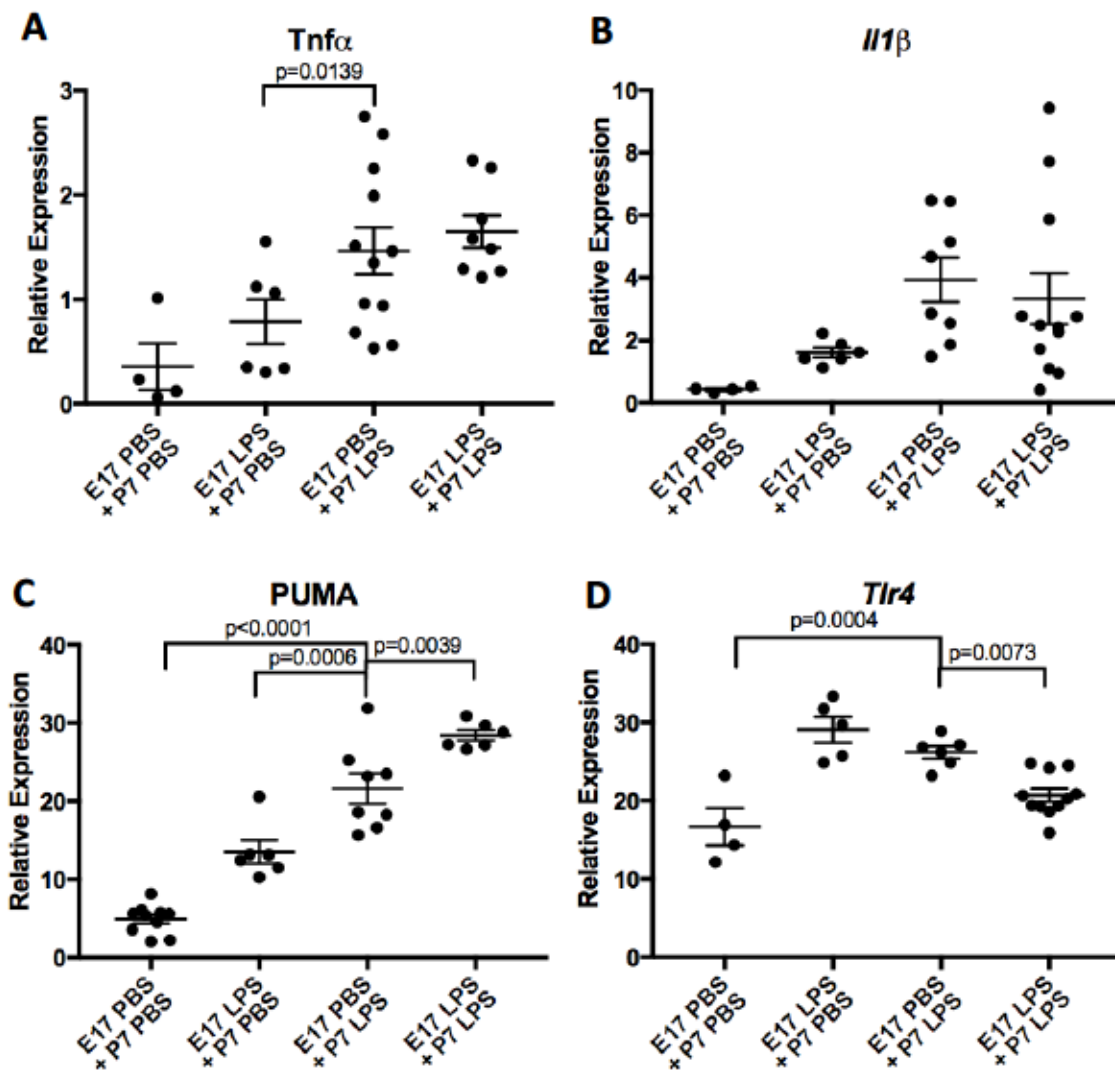 A
Tnfα
p=0.0139
Relative Expression
3
2
1
0
E17 PBS
+ P7 PBS
E17 LPS
+ P7 PBS
E17 PBS
+ P7 LPS
E17 LPS
+ P7 LPS
B
Il1β
Relative Expression
10
8
6
4
2
0
E17 PBS
+ P7 PBS
E17 LPS
+ P7 PBS
E17 PBS
+ P7 LPS
E17 LPS
+ P7 LPS
C
PUMA
p<0.0001
p=0.0006
p=0.0039
Relative Expression
40
30
20
10
0
E17 PBS
+ P7 PBS
E17 LPS
+ P7 PBS
E17 PBS
+ P7 LPS
E17 LPS
+ P7 LPS
D
Tlr4
p=0.0004
p=0.0073
Relative Expression
40
30
20
10
0
E17 PBS
+ P7 PBS
E17 LPS
+ P7 PBS
E17 PBS
+ P7 LPS
E17 LPS
+ P7 LPS